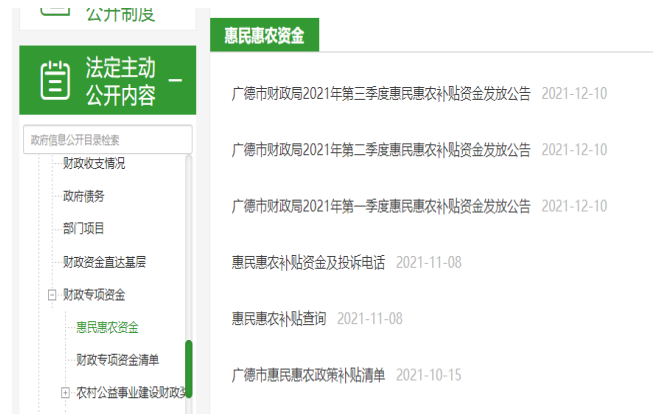 公开制度
法定主动
公开内容
政府信息公开目录检索
财政收支情况
政府债务
部门项目
财政资金直达基层
财政专项资金
惠民惠农资金
财政专项资金清单
农村公益事业建设财政奖
惠民惠农资金
广德市财政局2021年第三季度惠民惠农补贴资金发放公告 2021-12-10
广德市财政局2021年第二季度惠民惠农补贴资金发放公告 2021-12-10
广德市财政局2021年第一季度惠民惠农补贴资金发放公告 2021-12-10
惠民惠农补贴资金及投诉电话 2021-11-08
惠民惠农补贴查询 2021-11-08
广德市惠民惠农政策补贴清单 2021-10-15